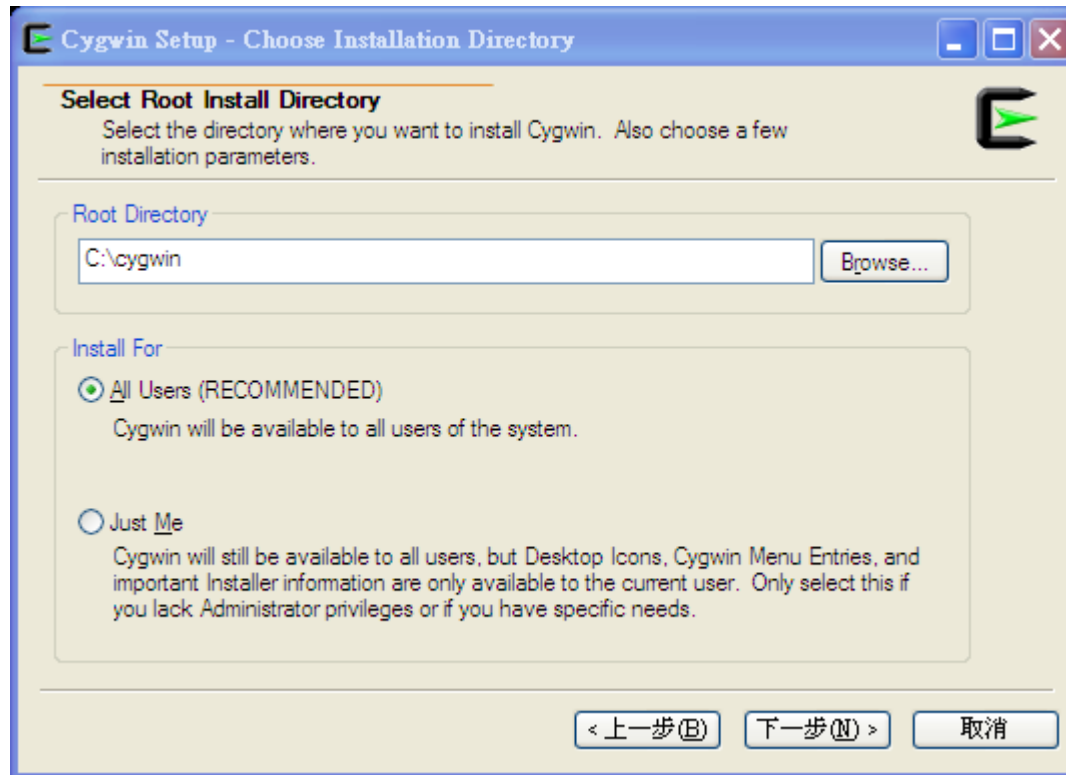 Cygwin Setup - Choose Installation Directory
Select Root Install Directory
Select the directory where you want to install Cygwin. Also choose a few
installation parameters.
Root Directory
C:\cygwin
Browse...
Install For
All Users (RECOMMENDED)
Cygwin will be available to all users of the system.
Just Me
Cygwin will still be available to all users, but Desktop Icons, Cygwin Menu Entries, and
important Installer information are only available to the current user. Only select this if
you lack Administrator privileges or if you have specific needs.
<上一步(B) 下一步(N)> 取消